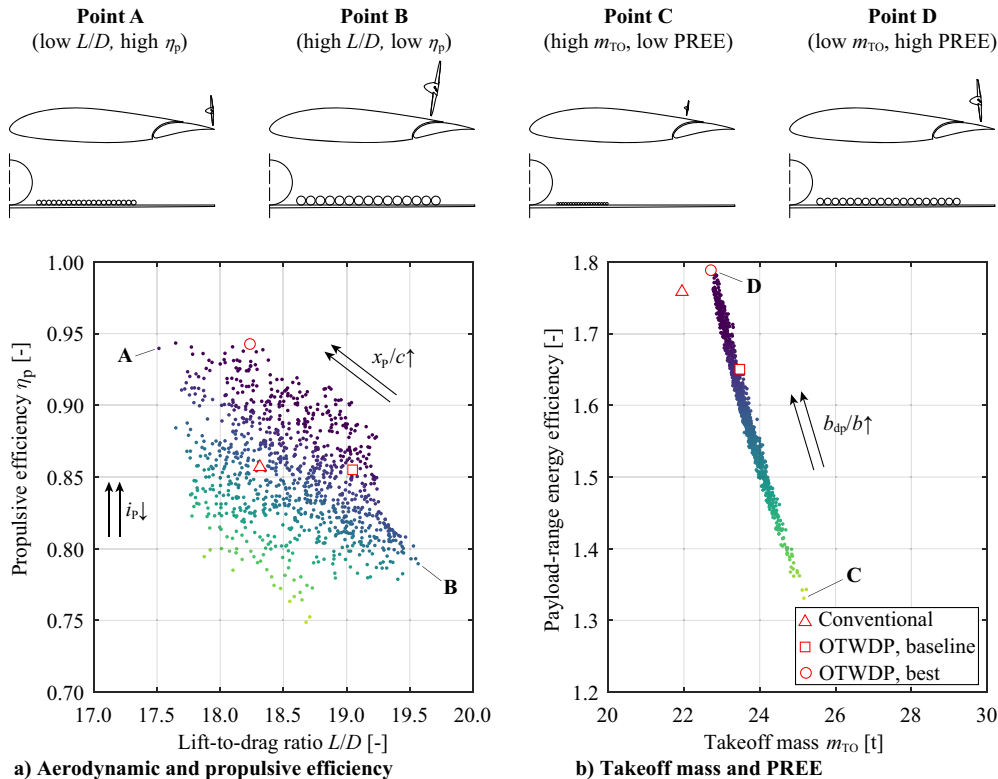 Point A
(low L/D, high ηp)
Point B
(high L/D, low ηp)
Point C
(high mTO, low PREE)
Point D
(low mTO, high PREE)
1.00
0.95
0.90
0.85
0.80
0.75
0.70
Propulsive efficiency ηp [-]
A
B
xP/c↑
iP↓
17.0 17.5 18.0 18.5 19.0 19.5 20.0
Lift-to-drag ratio L/D [-]
a) Aerodynamic and propulsive efficiency
1.8
1.7
1.6
1.5
1.4
1.3
1.2
Payload-range energy efficiency [-]
D
bdp/b↑
C
Conventional
OTWDP, baseline
OTWDP, best
20 22 24 26 28 30
Takeoff mass mTO [t]
b) Takeoff mass and PREE